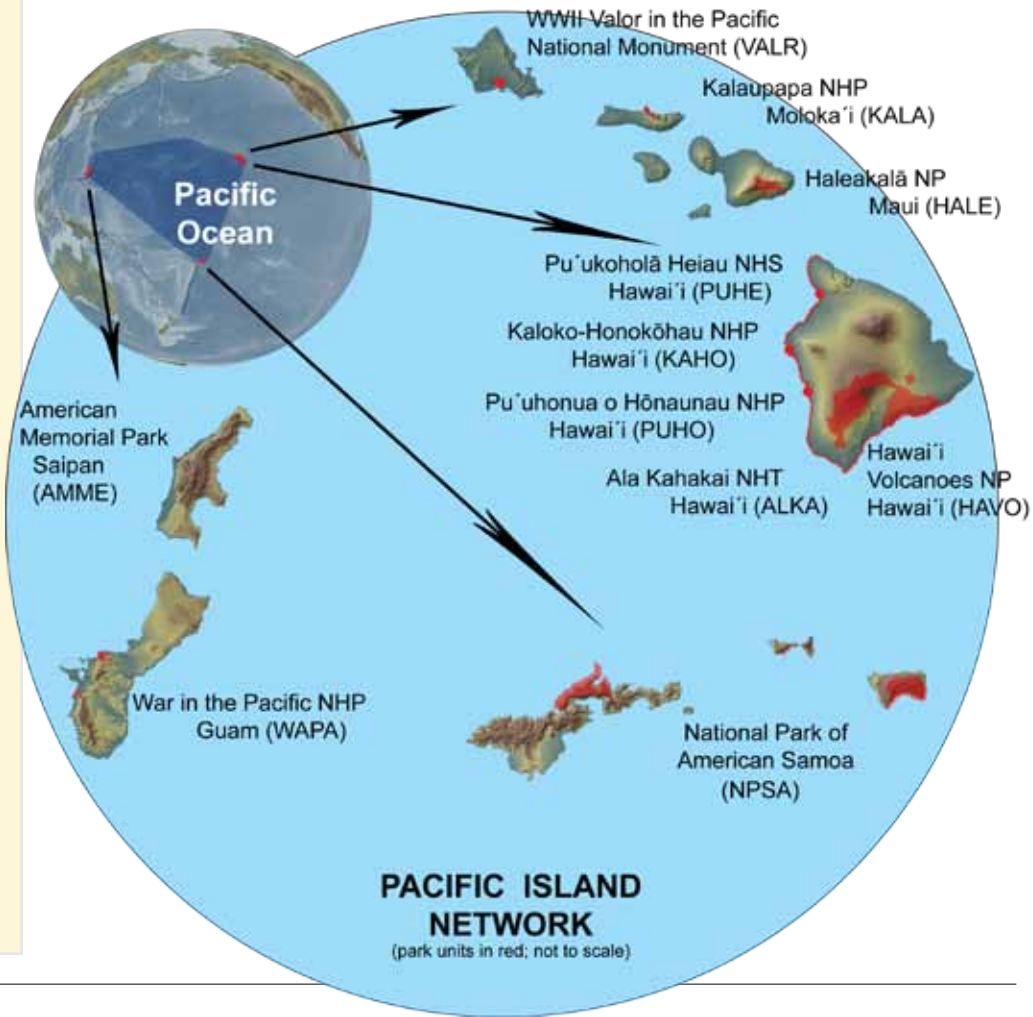 WWII Valor in the Pacific
National Monument (VALR)
Kalaupapa NHP
Moloka´i (KALA)
Pacific
Ocean
Haleakalā NP
Maui (HALE)
Pu´ukoholā Heiau NHS
Hawai´i (PUHE)
Kaloko-Honokōhau NHP
Hawai´i (KAHO)
Pu´uhonua o Hōnaunau NHP
Hawai´i (PUHO)
Ala Kahakai NHT
Hawai´i (ALKA)
Hawai´i
Volcanoes NP
Hawai´i (HAVO)
American
Memorial Park
Saipan
(AMME)
War in the Pacific NHP
Guam (WAPA)
National Park of
American Samoa
(NPSA)
PACIFIC ISLAND
NETWORK
(park units in red; not to scale)